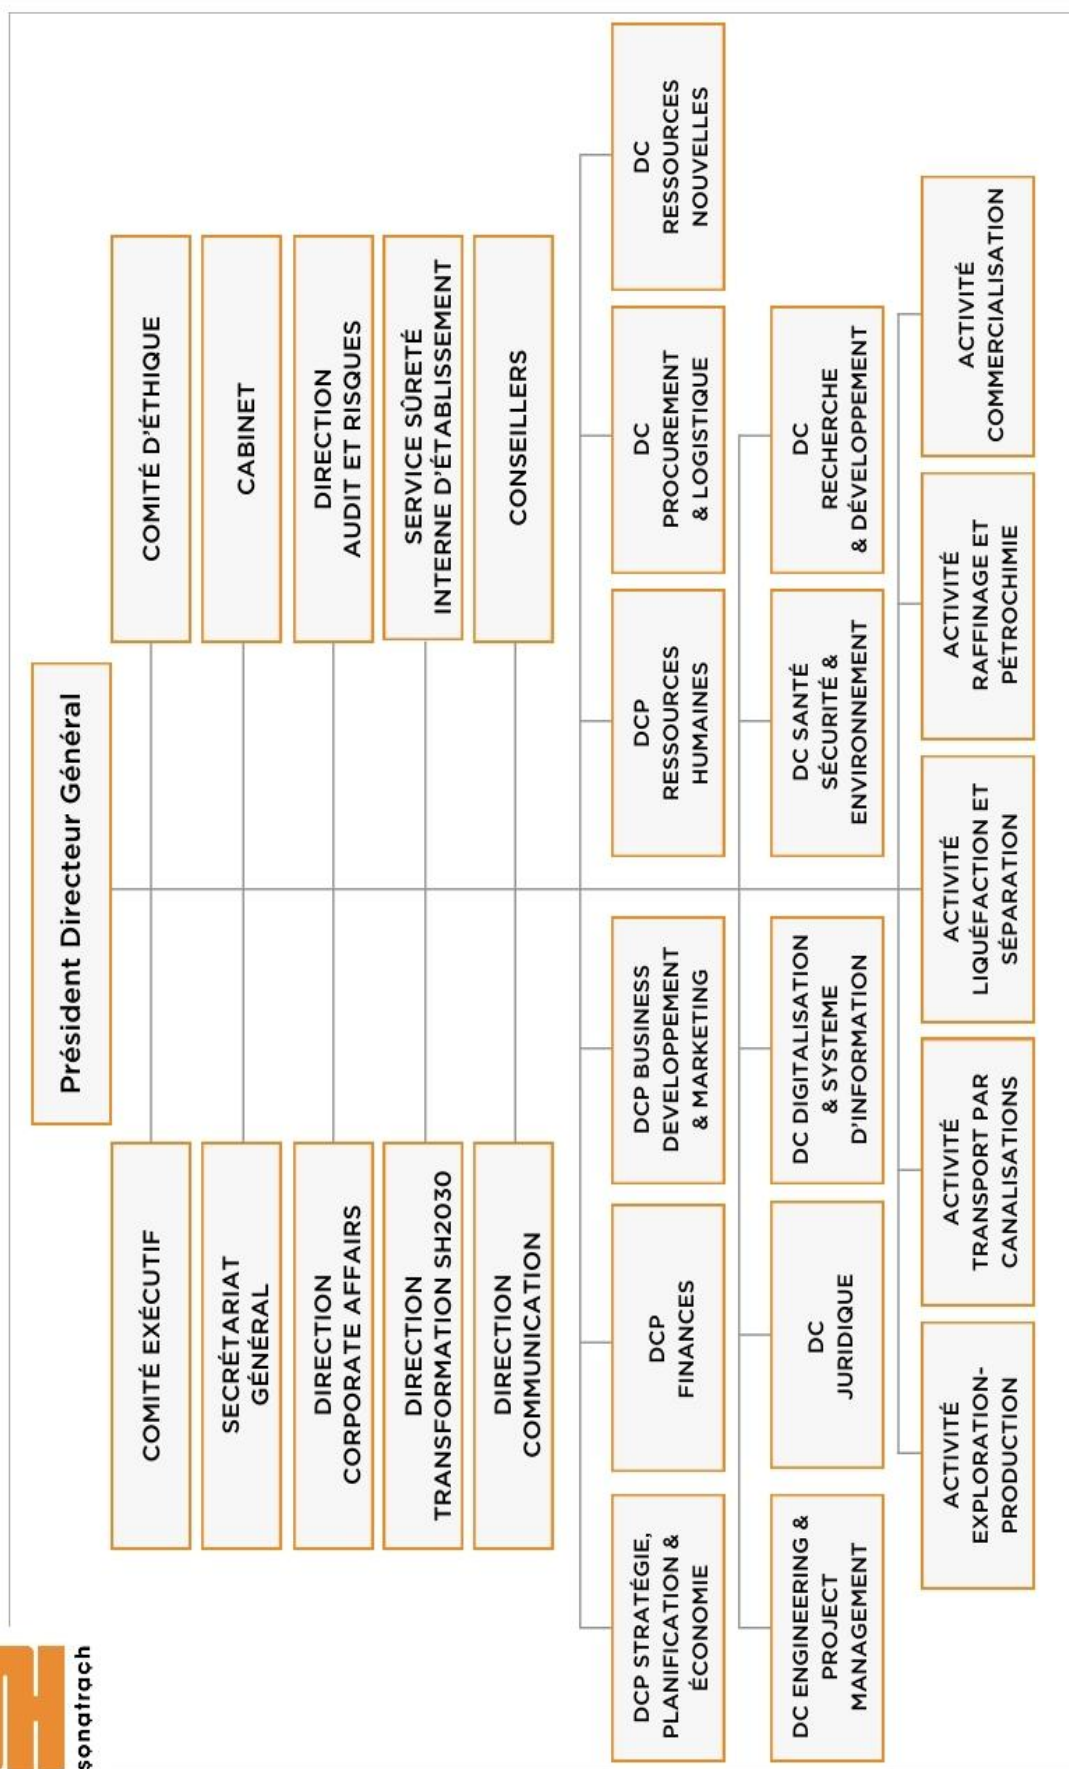 sonatrach
Président Directeur Général
COMITÉ EXÉCUTIF
COMITÉ D'ÉTHIQUE
SECRÉTARIAT
GÉNÉRAL
CABINET
DIRECTION
CORPORATE AFFAIRS
DIRECTION
AUDIT ET RISQUES
DIRECTION
TRANSFORMATION SH2030
SERVICE SÛRETÉ
INTERNE D'ÉTABLISSEMENT
DIRECTION
COMMUNICATION
CONSEILLERS
DCP STRATÉGIE,
PLANIFICATION &
ÉCONOMIE
DCP
FINANCES
DCP BUSINESS
DEVELOPPEMENT
& MARKETING
DCP
RESSOURCES
HUMAINES
DC
PROCUREMENT
& LOGISTIQUE
DC
RESSOURCES
NOUVELLES
DC ENGINEERING &
PROJECT
MANAGEMENT
DC
JURIDIQUE
DC DIGITALISATION
& SYSTEME
D'INFORMATION
DC SANTÉ
SÉCURITÉ &
ENVIRONNEMENT
DC
RECHERCHE
& DÉVELOPPEMENT
ACTIVITÉ
EXPLORATION-
PRODUCTION
ACTIVITÉ
TRANSPORT PAR
CANALISATIONS
ACTIVITÉ
LIQUÉFACTION ET
SÉPARATION
ACTIVITÉ
RAFFINAGE ET
PÉTROCHIMIE
ACTIVITÉ
COMMERCIALISATION